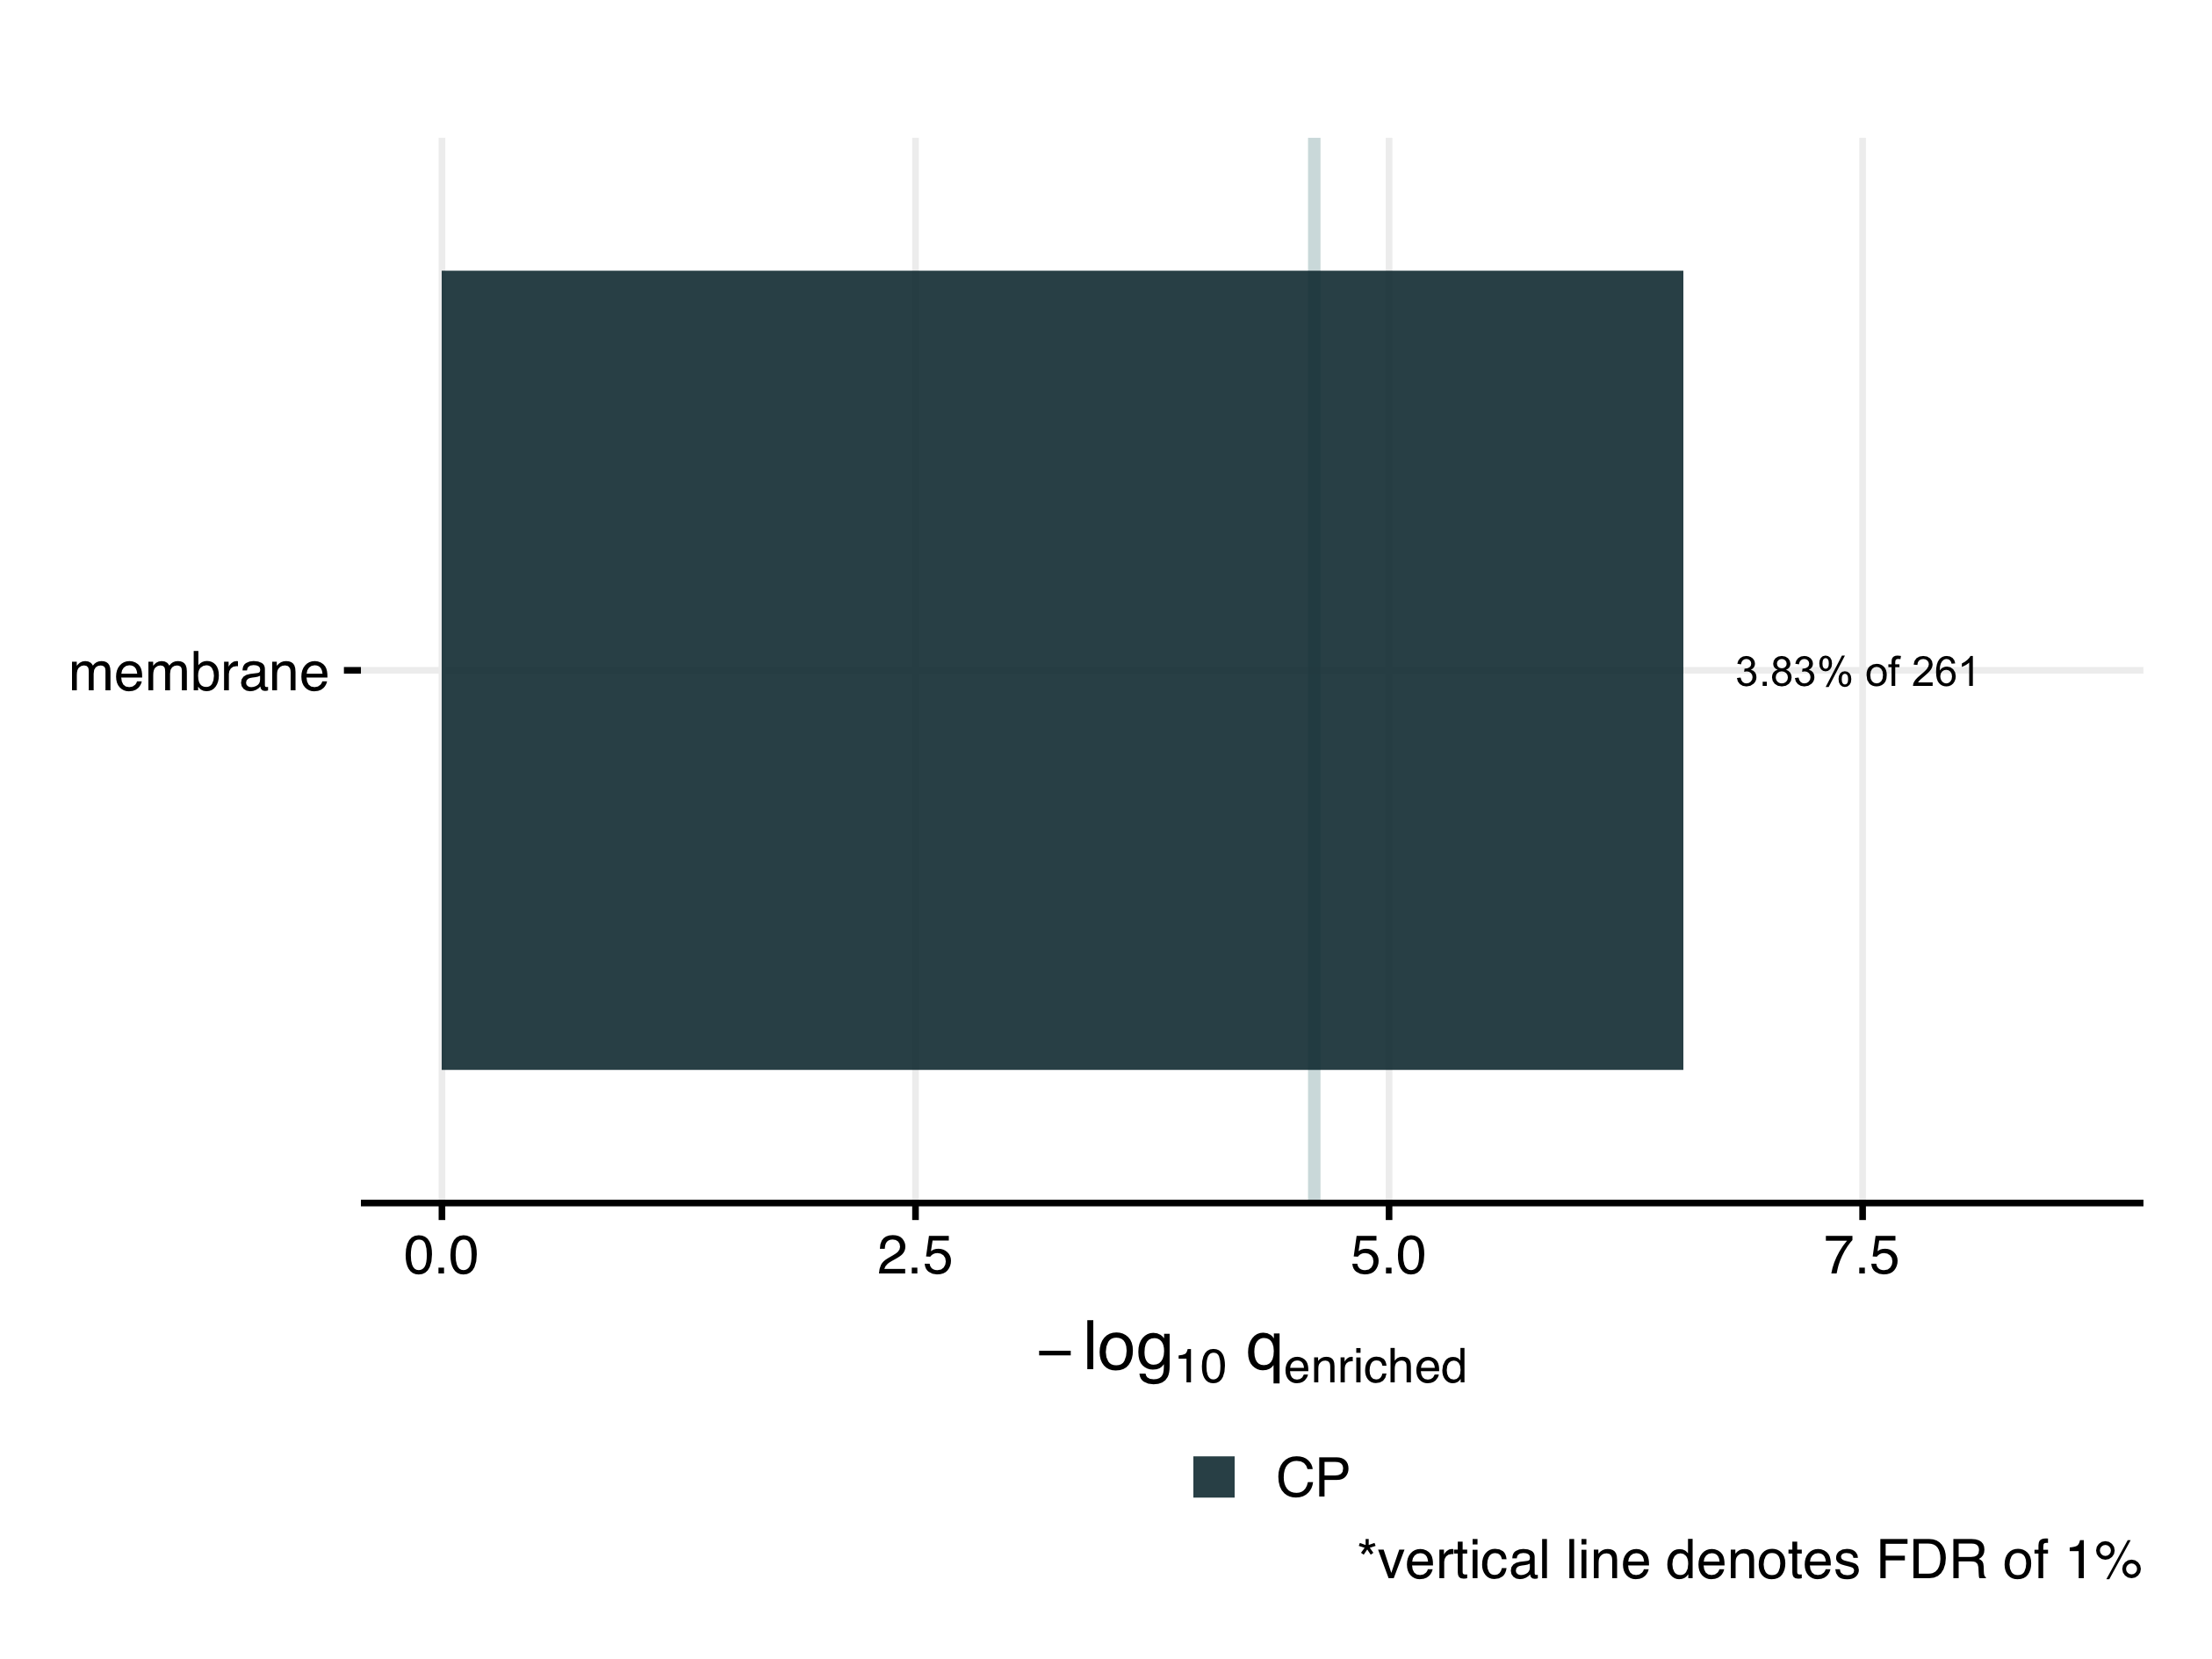 membrane
3.83% of 261
0.0 2.5 5.0 7.5
−log10 qenriched
CP
*vertical line denotes FDR of 1%